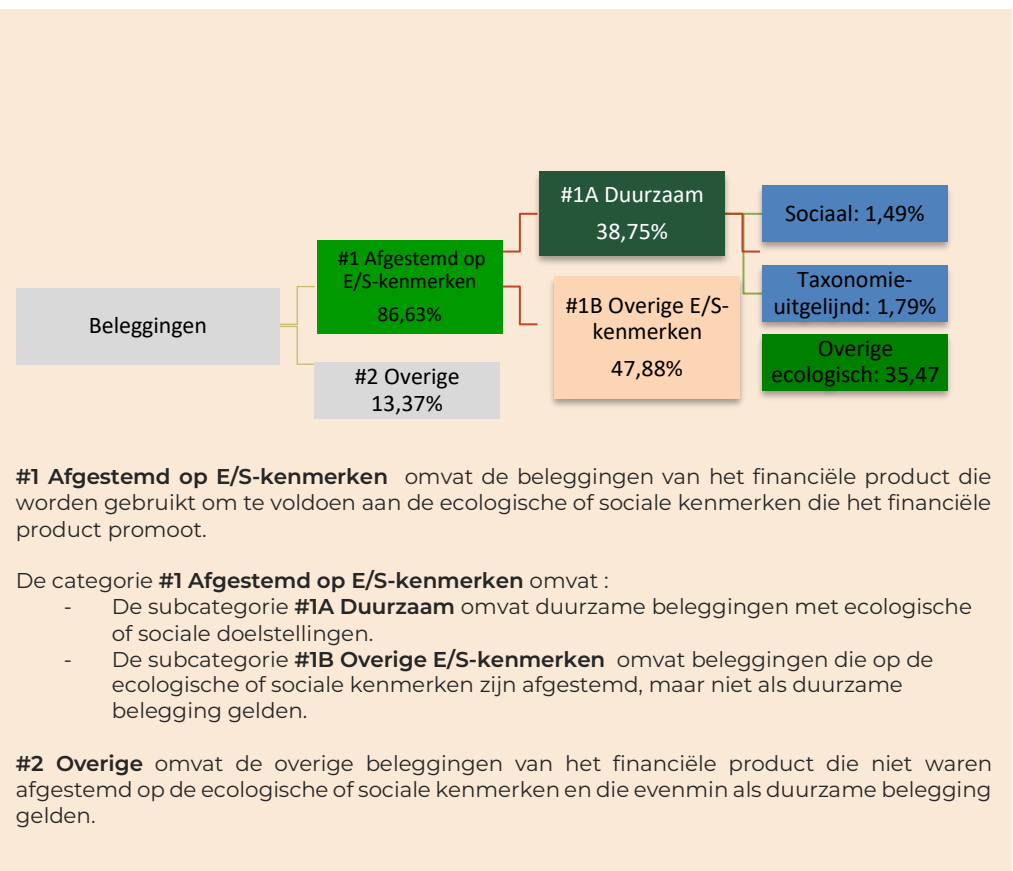 Beleggingen
#1 Afgestemd op
E/S-kenmerken
86,63%
#2 Overige
13,37%
#1A Duurzaam
38,75%
#1B Overige E/S-
kenmerken
47,88%
Sociaal: 1,49%
Taxonomie-
uitgelijnd: 1,79%
Overige
ecologisch: 35,47
#1 Afgestemd op E/S-kenmerken omvat de beleggingen van het financiële product die
worden gebruikt om te voldoen aan de ecologische of sociale kenmerken die het financiële
product promoot.
De categorie #1 Afgestemd op E/S-kenmerken omvat :
- De subcategorie #1A Duurzaam omvat duurzame beleggingen met ecologische
of sociale doelstellingen.
- De subcategorie #1B Overige E/S-kenmerken omvat beleggingen die op de
ecologische of sociale kenmerken zijn afgestemd, maar niet als duurzame
belegging gelden.
#2 Overige omvat de overige beleggingen van het financiële product die niet waren
afgestemd op de ecologische of sociale kenmerken en die evenmin als duurzame belegging
gelden.